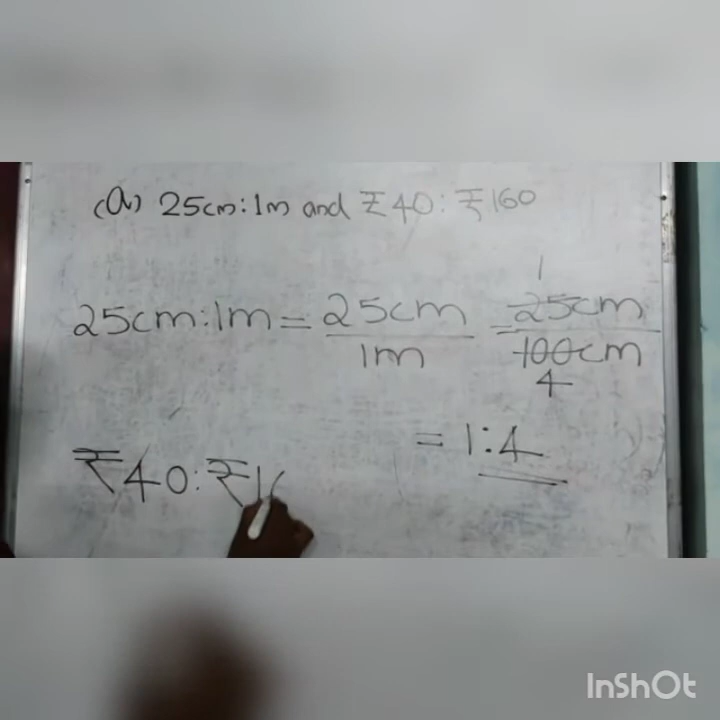 (a) 25cm:1m and ₹40:₹160
25cm:1m = 25cm/1m = 25cm/100cm
1
4
= 1:4
₹40:₹1
InShOt